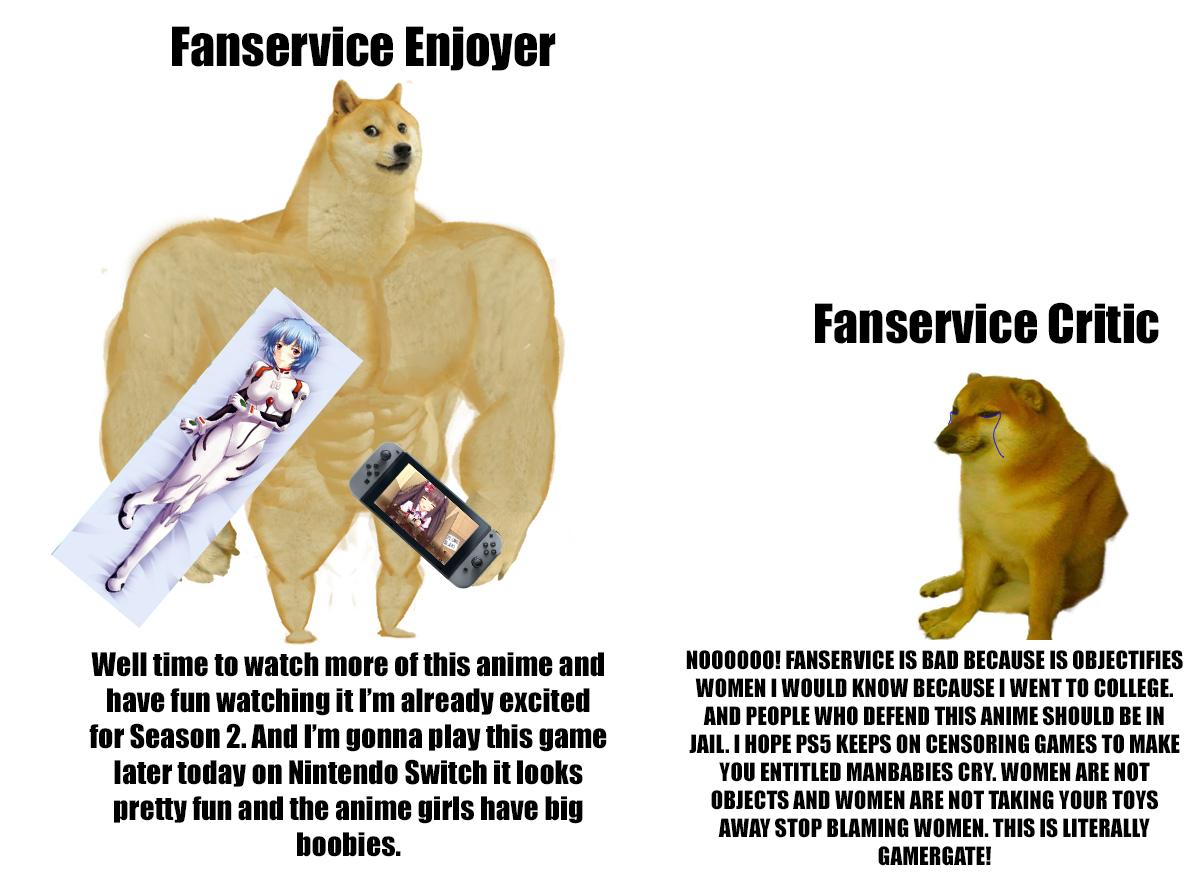 Fanservice Enjoyer
Fanservice Critic
Well time to watch more of this anime and
have fun watching it I'm already excited
for Season 2. And I'm gonna play this game
later today on Nintendo Switch it looks
pretty fun and the anime girls have big
boobies.
NOOOOOO! FANSERVICE IS BAD BECAUSE IS OBJECTIFIES
WOMEN I WOULD KNOW BECAUSE I WENT TO COLLEGE.
AND PEOPLE WHO DEFEND THIS ANIME SHOULD BE IN
JAIL. I HOPE PS5 KEEPS ON CENSORING GAMES TO MAKE
YOU ENTITLED MANBABIES CRY. WOMEN ARE NOT
OBJECTS AND WOMEN ARE NOT TAKING YOUR TOYS
AWAY STOP BLAMING WOMEN. THIS IS LITERALLY
GAMERGATE!